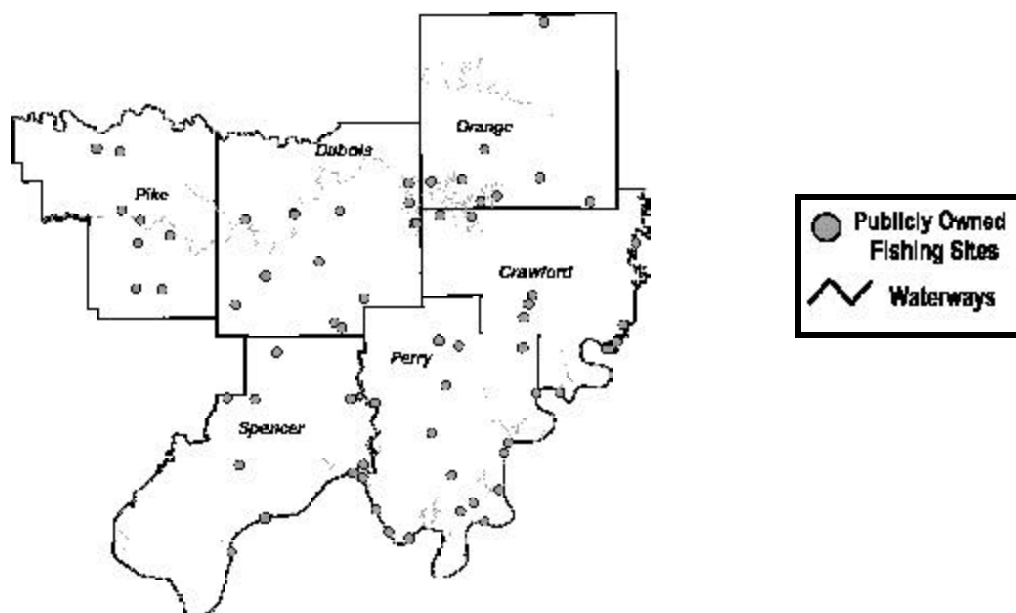 Orange
Dubois
Pike
Crawford
Perry
Spencer
Publicly Owned
Fishing Sites
Waterways